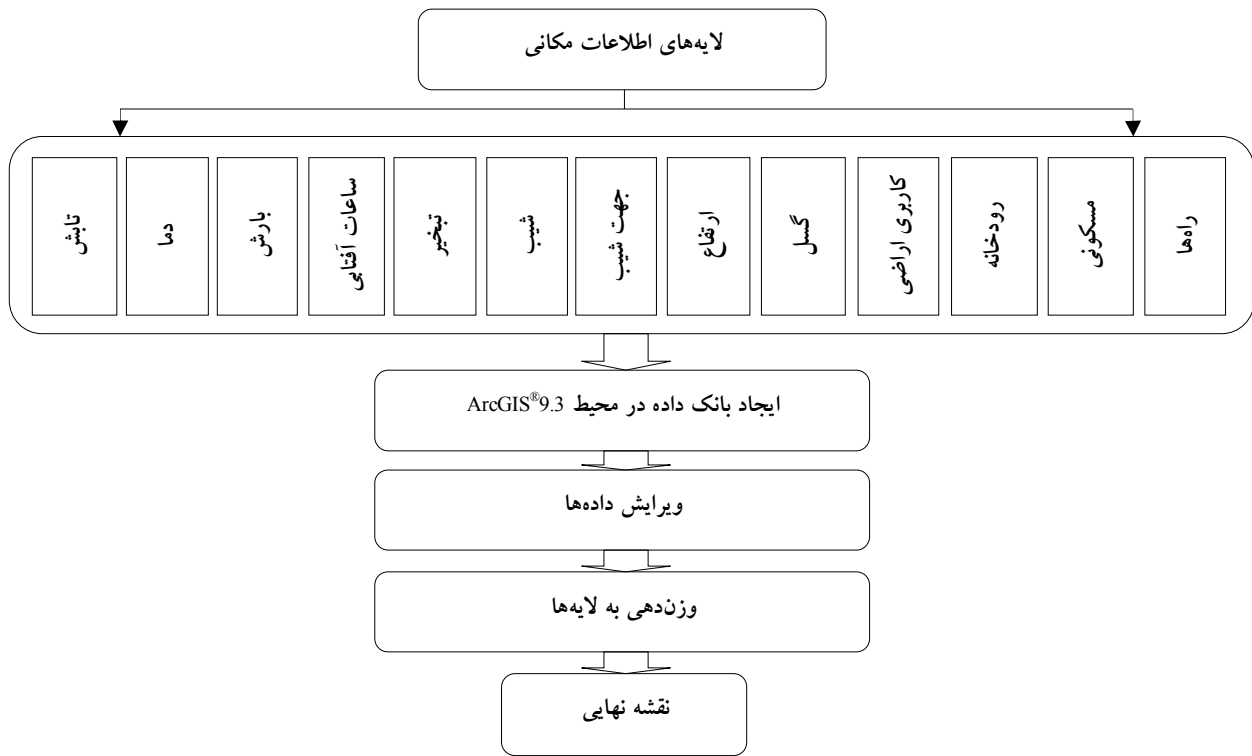 لایه‌های اطلاعات مکانی
راه‌ها
مسکونی
رودخانه
کاربری اراضی
گسل
ارتفاع
جهت شیب
شیب
تبخیر
ساعات آفتابی
بارش
دما
تابش
ایجاد بانک داده در محیط ArcGIS®9.3
ویرایش داده‌ها
وزن‌دهی به لایه‌ها
نقشه نهایی